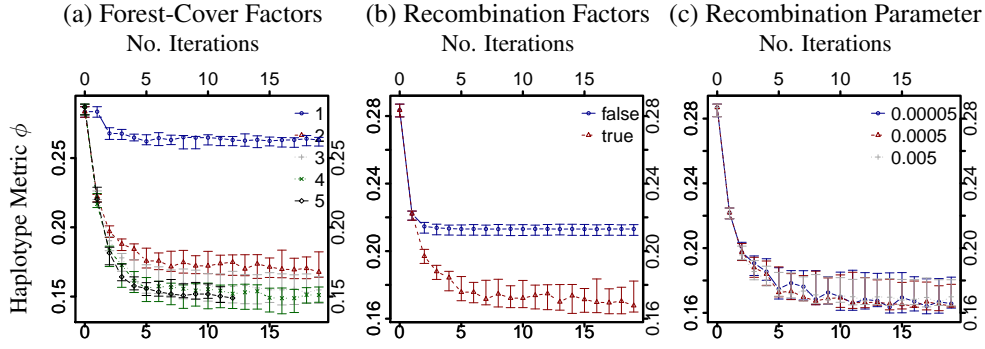 (a) Forest-Cover Factors
No. Iterations
0 5 10 15
Haplotype Metric ϕ
0.15 0.20 0.25
0.15 0.20 0.25
1
2
3
4
5
0 5 10 15
(b) Recombination Factors
No. Iterations
0 5 10 15
0.16 0.20 0.24 0.28
0.16 0.20 0.24 0.28
false
true
0 5 10 15
(c) Recombination Parameter
No. Iterations
0 5 10 15
0.16 0.20 0.24 0.28
0.16 0.20 0.24 0.28
0.00005
0.0005
0.005
0 5 10 15